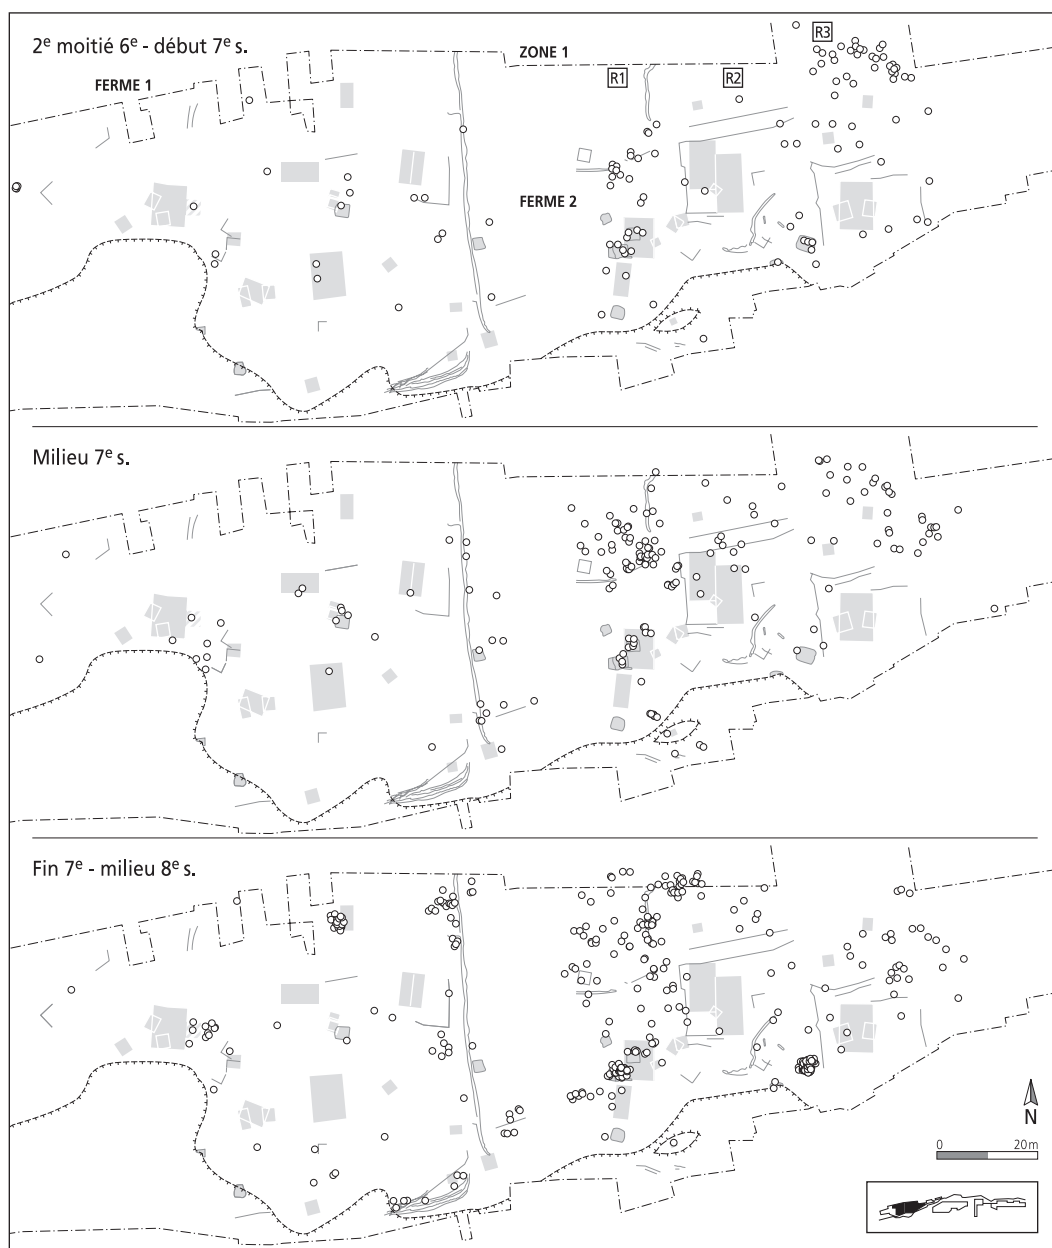 2e moitié 6e - début 7e s.
ZONE 1
R3
FERME 1
R1
R2
FERME 2
Milieu 7e s.
Fin 7e - milieu 8e s.
N
0 20 m